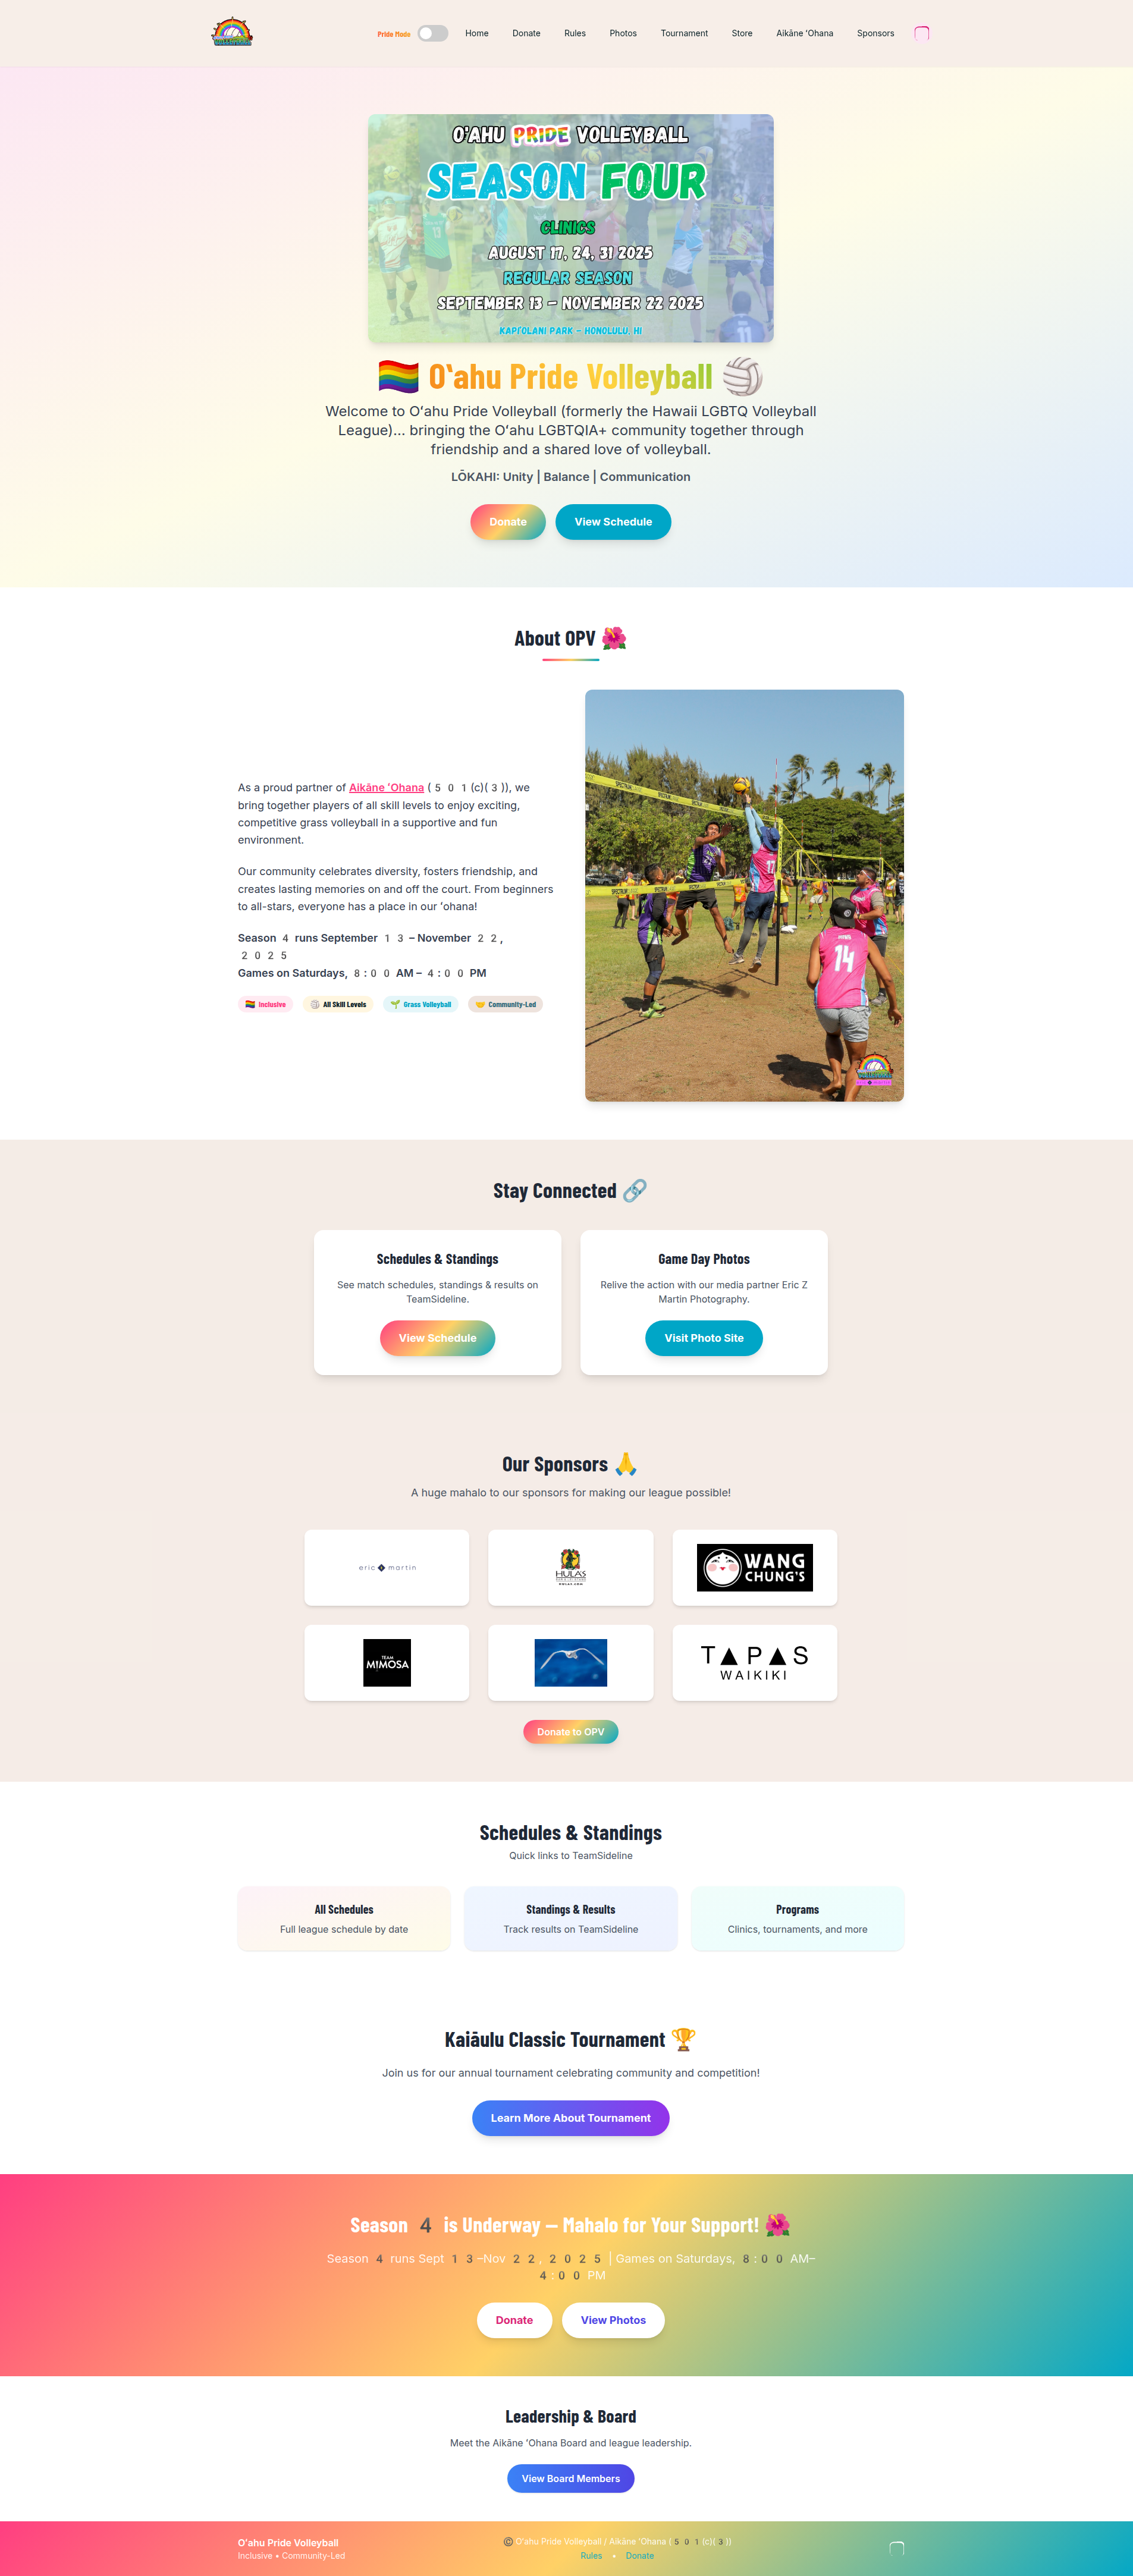 Pride Mode
Home
Donate
Rules
Photos
Tournament
Store
Aikāne ʻOhana
Sponsors
OʻAHU PRIDE VOLLEYBALL
SEASON FOUR
CLINICS
AUGUST 17, 24, 31 2025
REGULAR SEASON
SEPTEMBER 13 – NOVEMBER 22 2025
KAPIʻOLANI PARK – HONOLULU, HI
🏳️‍🌈 Oʻahu Pride Volleyball 🏐
Welcome to Oʻahu Pride Volleyball (formerly the Hawaii LGBTQ Volleyball
League)... bringing the Oʻahu LGBTQIA+ community together through
friendship and a shared love of volleyball.
LŌKAHI: Unity | Balance | Communication
Donate
View Schedule
About OPV 🌺
As a proud partner of Aikāne ʻOhana (501(c)(3)), we
bring together players of all skill levels to enjoy exciting,
competitive grass volleyball in a supportive and fun
environment.
Our community celebrates diversity, fosters friendship, and
creates lasting memories on and off the court. From beginners
to all-stars, everyone has a place in our ʻohana!
Season 4 runs September 13 – November 22,
2025
Games on Saturdays, 8:00 AM – 4:00 PM
🏳️‍🌈 Inclusive
🏐 All Skill Levels
🌱 Grass Volleyball
🤝 Community-Led
SPECTRUM
17
14
Stay Connected 🔗
Schedules & Standings
See match schedules, standings & results on
TeamSideline.
View Schedule
Game Day Photos
Relive the action with our media partner Eric Z
Martin Photography.
Visit Photo Site
Our Sponsors 🙏
A huge mahalo to our sponsors for making our league possible!
eric martin
HULA'S
HULAS.COM
WANG
CHUNG'S
TEAM
MIMOSA
TAPAS
WAIKIKI
Donate to OPV
Schedules & Standings
Quick links to TeamSideline
All Schedules
Full league schedule by date
Standings & Results
Track results on TeamSideline
Programs
Clinics, tournaments, and more
Kaiāulu Classic Tournament 🏆
Join us for our annual tournament celebrating community and competition!
Learn More About Tournament
Season 4 is Underway — Mahalo for Your Support! 🌺
Season 4 runs Sept 13–Nov 22, 2025 | Games on Saturdays, 8:00 AM–
4:00 PM
Donate
View Photos
Leadership & Board
Meet the Aikāne ʻOhana Board and league leadership.
View Board Members
Oʻahu Pride Volleyball
Inclusive • Community-Led
© Oʻahu Pride Volleyball / Aikāne ʻOhana (501(c)(3))
Rules • Donate